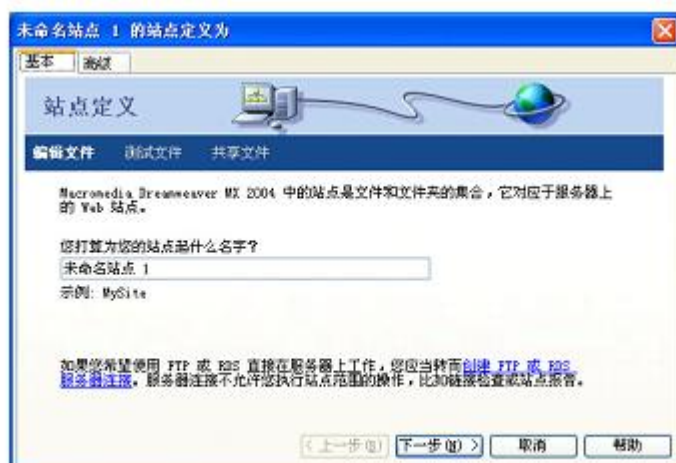 未命名站点 1 的站点定义为
基本 高级
站点定义
编辑文件 测试文件 共享文件
Macromedia Dreamweaver MX 2004 中的站点是文件和文件夹的集合，它对应于服务器上
的 Web 站点。
您打算为您的站点起什么名字？
未命名站点 1
示例: MySite
如果您希望使用 FTP 或 RDS 直接在服务器上工作，您应当转而创建 FTP 或 RDS
服务器连接。服务器连接不允许您执行站点范围的操作，比如链接检查或站点报告。
< 上一步(B) 下一步(N) > 取消 帮助